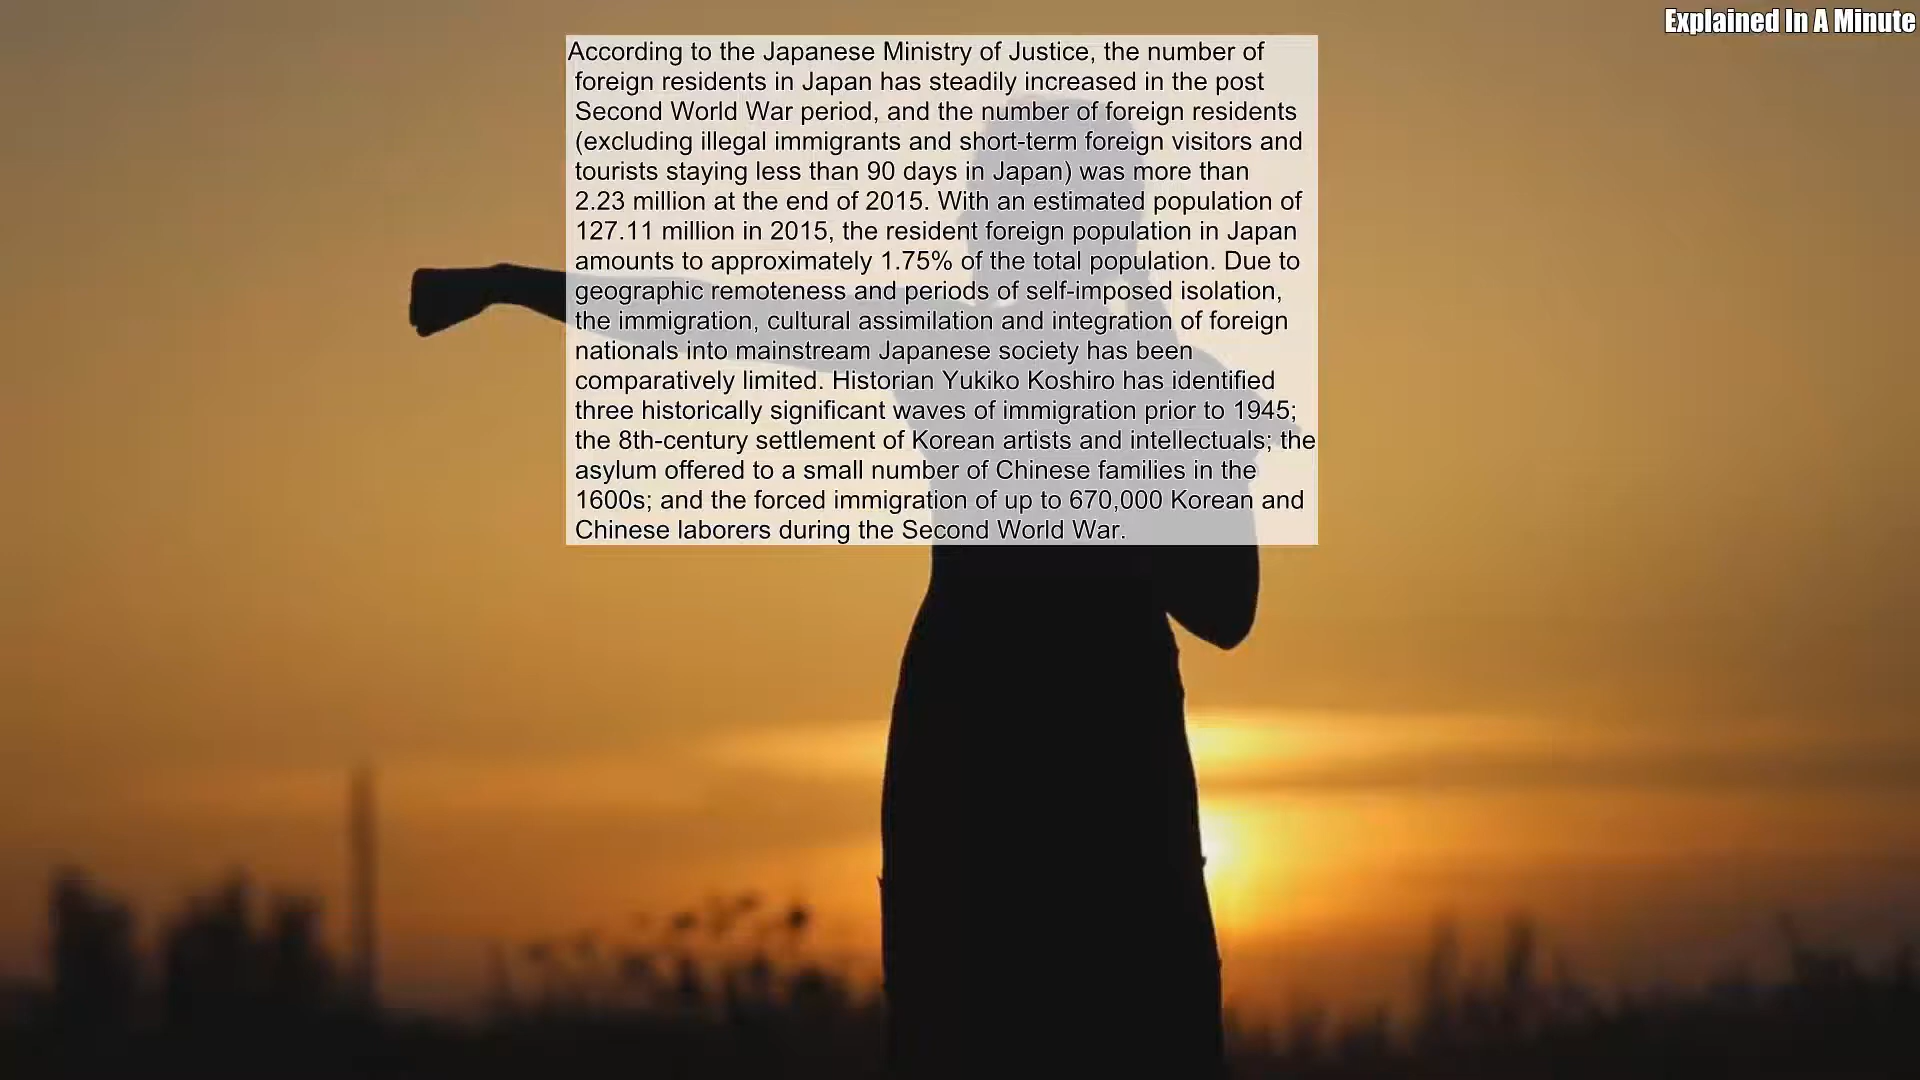 Explained In A Minute
According to the Japanese Ministry of Justice, the number of
foreign residents in Japan has steadily increased in the post
Second World War period, and the number of foreign residents
(excluding illegal immigrants and short-term foreign visitors and
tourists staying less than 90 days in Japan) was more than
2.23 million at the end of 2015. With an estimated population of
127.11 million in 2015, the resident foreign population in Japan
amounts to approximately 1.75% of the total population. Due to
geographic remoteness and periods of self-imposed isolation,
the immigration, cultural assimilation and integration of foreign
nationals into mainstream Japanese society has been
comparatively limited. Historian Yukiko Koshiro has identified
three historically significant waves of immigration prior to 1945;
the 8th-century settlement of Korean artists and intellectuals; the
asylum offered to a small number of Chinese families in the
1600s; and the forced immigration of up to 670,000 Korean and
Chinese laborers during the Second World War.